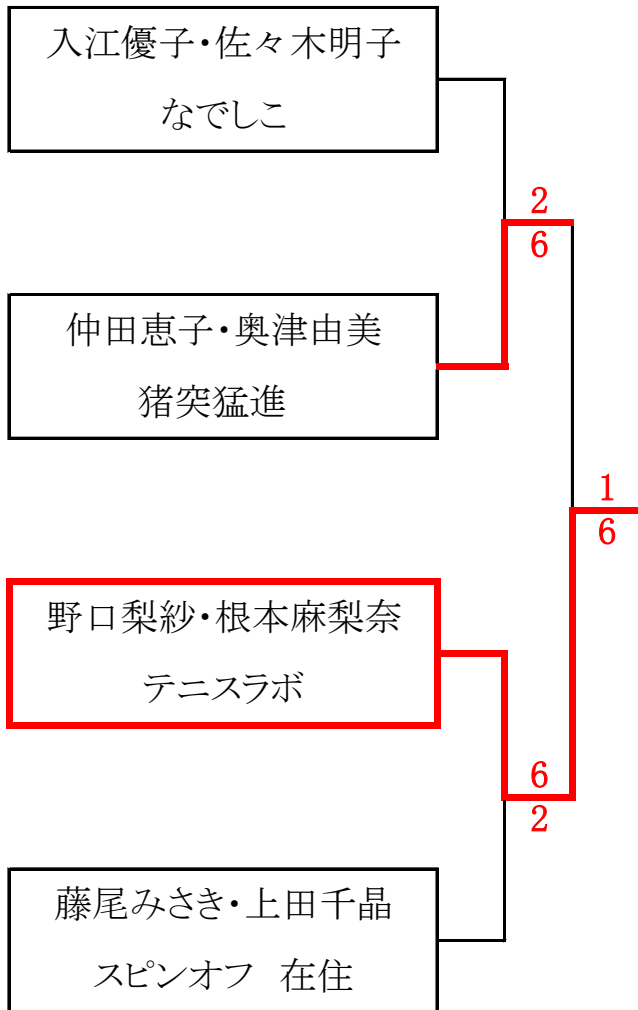 入江優子・佐々木明子
なでしこ
2
6
仲田恵子・奥津由美
猪突猛進
1
6
野口梨紗・根本麻梨奈
テニスラボ
6
2
藤尾みさき・上田千晶
スピンオフ　在住